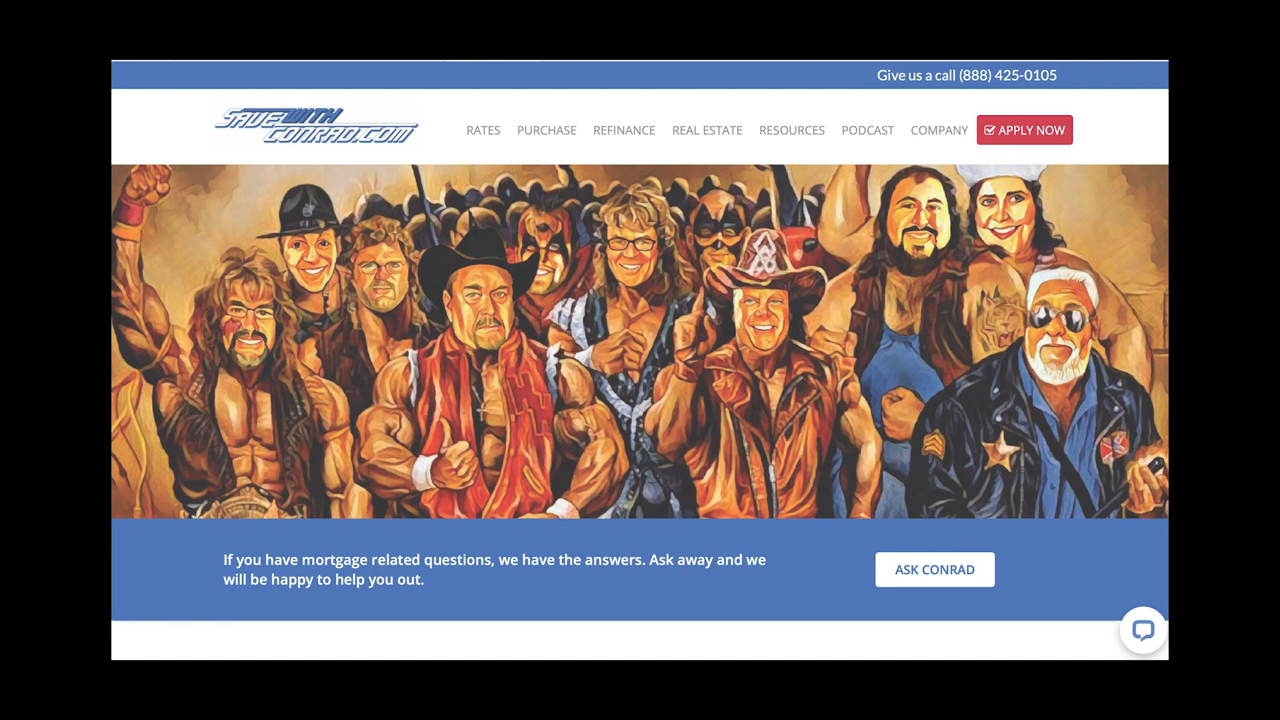 Give us a call (888) 425-0105
SAVEWITH
CONRAD.COM
RATES PURCHASE REFINANCE REAL ESTATE RESOURCES PODCAST COMPANY APPLY NOW
If you have mortgage related questions, we have the answers. Ask away and we
will be happy to help you out.
ASK CONRAD